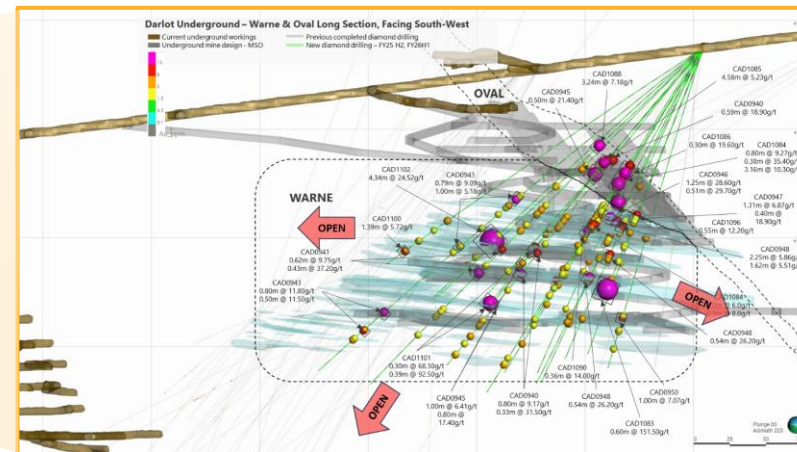 Darlot Underground – Warne & Oval Long Section, Facing South-West
Current underground workings
Underground mine design - MSO
Previous completed diamond drilling
New diamond drilling – FY25 H2, FY26H1
OVAL
WARNE
OPEN
OPEN
OPEN
CAD0945
0.50m @ 21.40g/t
CAD1088
3.24m @ 7.18g/t
CAD1085
4.58m @ 5.23g/t
CAD0940
0.59m @ 18.90g/t
CAD1086
0.30m @ 19.60g/t
CAD1084
0.80m @ 9.27g/t
0.38m @ 35.40g/t
3.16m @ 10.30g/t
CAD0946
1.25m @ 28.60g/t
0.51m @ 29.70g/t
CAD0947
1.31m @ 6.87g/t
0.40m @
18.90g/t
CAD1096
0.55m @ 12.20g/t
CAD0948
2.25m @ 5.86g/t
1.62m @ 5.51g/t
CAD1102
4.34m @ 24.52g/t
CAD0943
0.79m @ 9.09g/t
1.00m @ 5.18g/t
CAD1100
1.39m @ 5.72g/t
CAD0941
0.62m @ 9.75g/t
0.43m @ 37.20g/t
CAD0943
0.80m @ 11.80g/t
0.50m @ 11.50g/t
CAD1084
CAD0948
0.54m @ 26.20g/t
CAD1101
0.30m @ 68.30g/t
0.39m @ 92.50g/t
CAD0945
1.00m @ 6.41g/t
0.80m @
17.40g/t
CAD0940
0.80m @ 9.17g/t
0.33m @ 31.50g/t
CAD1090
0.36m @ 14.00g/t
CAD0948
0.54m @ 26.20g/t
CAD0950
1.00m @ 7.07g/t
CAD1083
0.60m @ 151.50g/t
Plunge 00
Azimuth 220
0
25
50